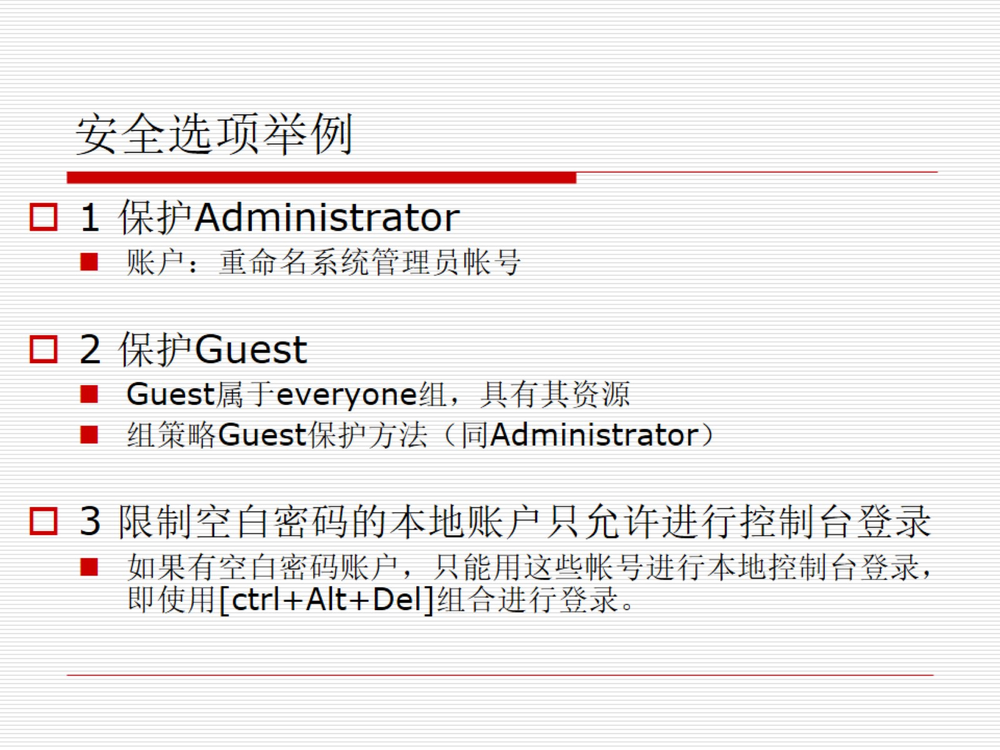 安全选项举例
1 保护Administrator
账户：重命名系统管理员帐号
2 保护Guest
Guest属于everyone组，具有其资源
组策略Guest保护方法（同Administrator）
3 限制空白密码的本地账户只允许进行控制台登录
如果有空白密码账户，只能用这些帐号进行本地控制台登录，
即使用[ctrl+Alt+Del]组合进行登录。